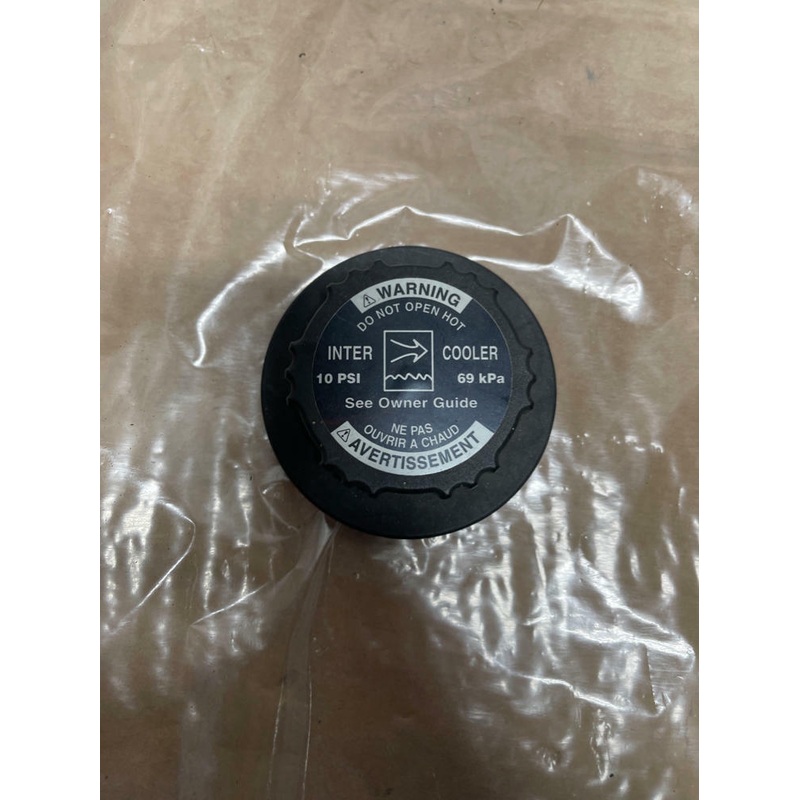 WARNING
DO NOT OPEN HOT
INTER COOLER
10 PSI 69 kPa
See Owner Guide
NE PAS
OUVRIR A CHAUD
AVERTISSEMENT